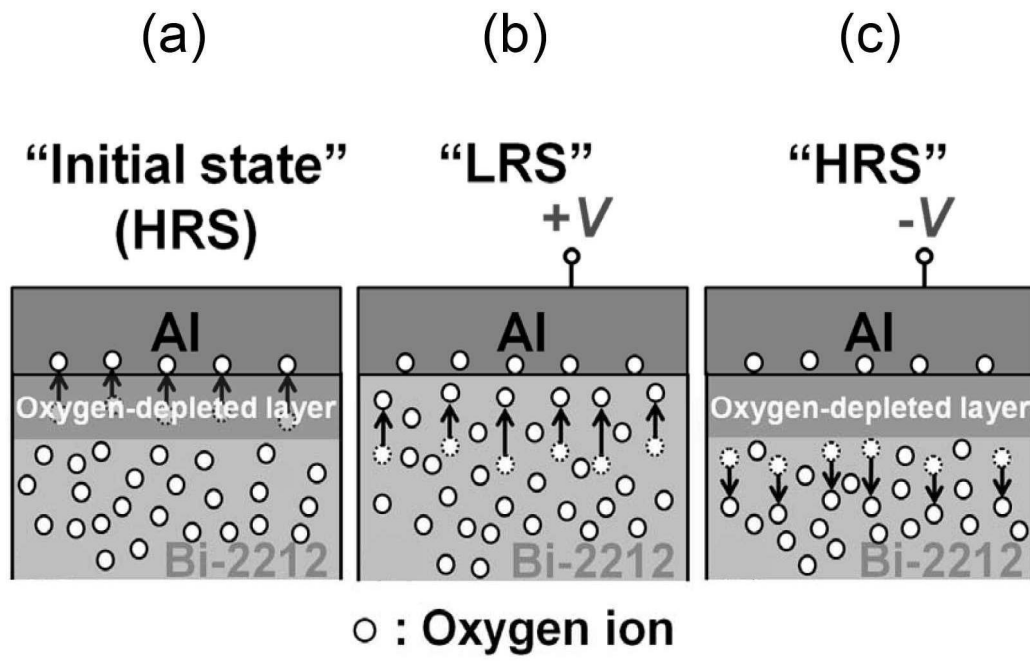 (a)
“Initial state”
(HRS)
Al
Oxygen-depleted layer
Bi-2212
(b)
“LRS”
+V
Al
Bi-2212
(c)
“HRS”
-V
Al
Oxygen-depleted layer
Bi-2212
: Oxygen ion